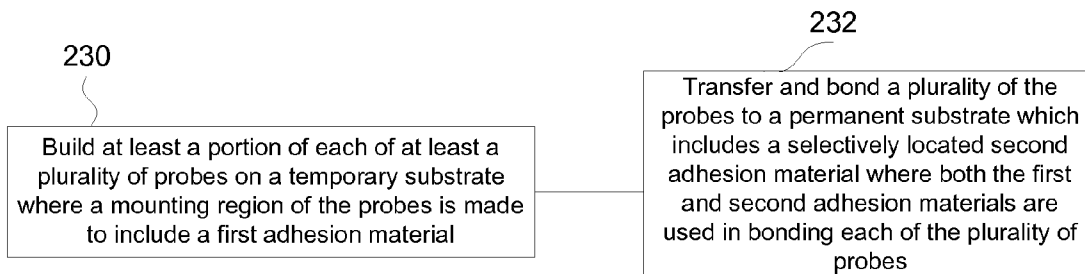 230
Build at least a portion of each of at least a
plurality of probes on a temporary substrate
where a mounting region of the probes is made
to include a first adhesion material
232
Transfer and bond a plurality of the
probes to a permanent substrate which
includes a selectively located second
adhesion material where both the first
and second adhesion materials are
used in bonding each of the plurality of
probes